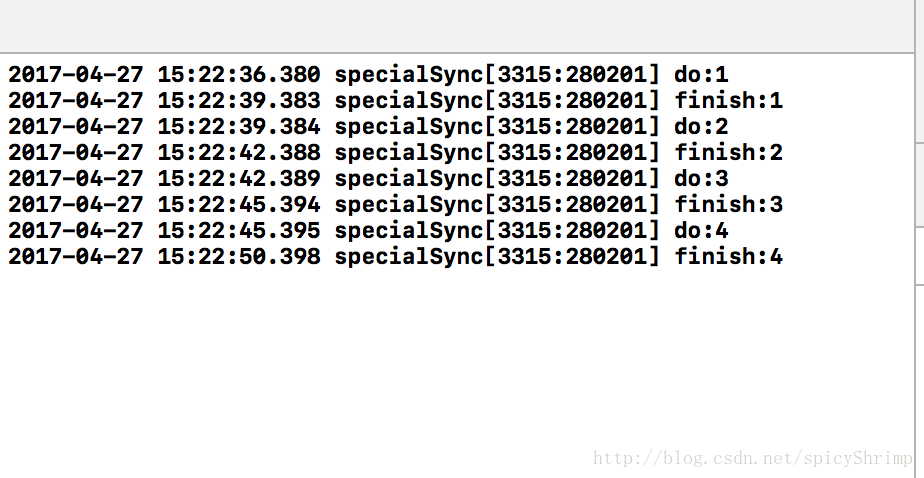 2017-04-27 15:22:36.380 specialSync[3315:280201] do:1
2017-04-27 15:22:39.383 specialSync[3315:280201] finish:1
2017-04-27 15:22:39.384 specialSync[3315:280201] do:2
2017-04-27 15:22:42.388 specialSync[3315:280201] finish:2
2017-04-27 15:22:42.389 specialSync[3315:280201] do:3
2017-04-27 15:22:45.394 specialSync[3315:280201] finish:3
2017-04-27 15:22:45.395 specialSync[3315:280201] do:4
2017-04-27 15:22:50.398 specialSync[3315:280201] finish:4
http://blog.csdn.net/spicyShrimp